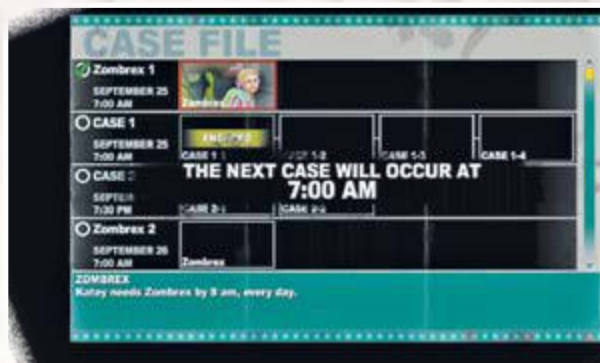 CASE FILE
Zombrex 1
SEPTEMBER 25
7:00 AM
Zombrex
CASE 1
SEPTEMBER 25
7:00 AM
CASE 1-2
CASE 1-3
CASE 1-4
THE NEXT CASE WILL OCCUR AT
7:00 AM
CASE 2
7:30 PM
CASE 2-1
CASE 2-2
Zombrex 2
SEPTEMBER 26
7:00 AM
Zombrex
ZOMBREX
Katey needs Zombrex by 8 am, every day.